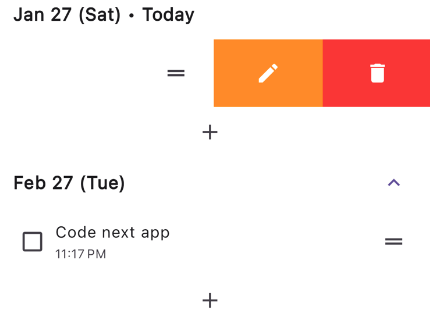 Jan 27 (Sat) • Today
Feb 27 (Tue)
Code next app
11:17 PM